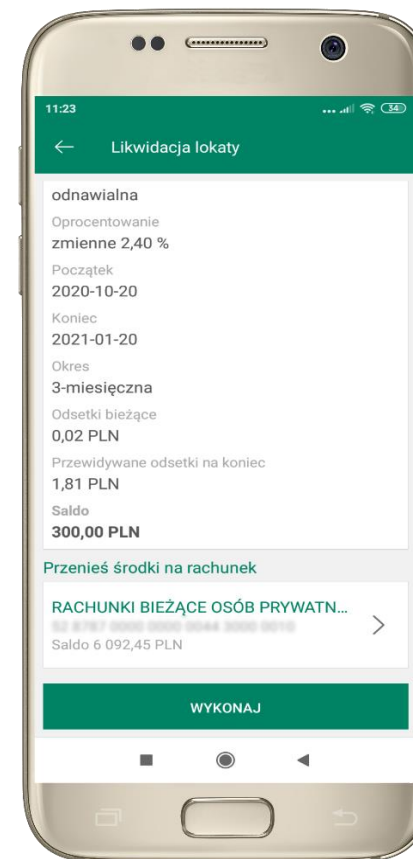 11:23
34
Likwidacja lokaty
odnawialna
Oprocentowanie
zmienne 2,40 %
Początek
2020-10-20
Koniec
2021-01-20
Okres
3-miesięczna
Odsetki bieżące
0,02 PLN
Przewidywane odsetki na koniec
1,81 PLN
Saldo
300,00 PLN
Przenieś środki na rachunek
RACHUNKI BIEŻĄCE OSÓB PRYWATN...
Saldo 6 092,45 PLN
WYKONAJ